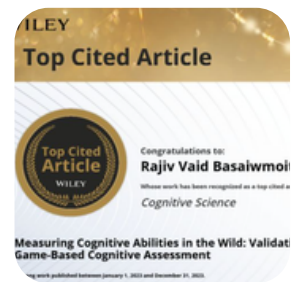 WILEY
Top Cited Article
Top Cited
Article
WILEY
Congratulations to:
Rajiv Vaid Basaiwmoit
Whose work has been recognized as a top cited a
Cognitive Science
Measuring Cognitive Abilities in the Wild: Validati
Game-Based Cognitive Assessment
ng work published between January 1, 2023 and December 31, 2023.